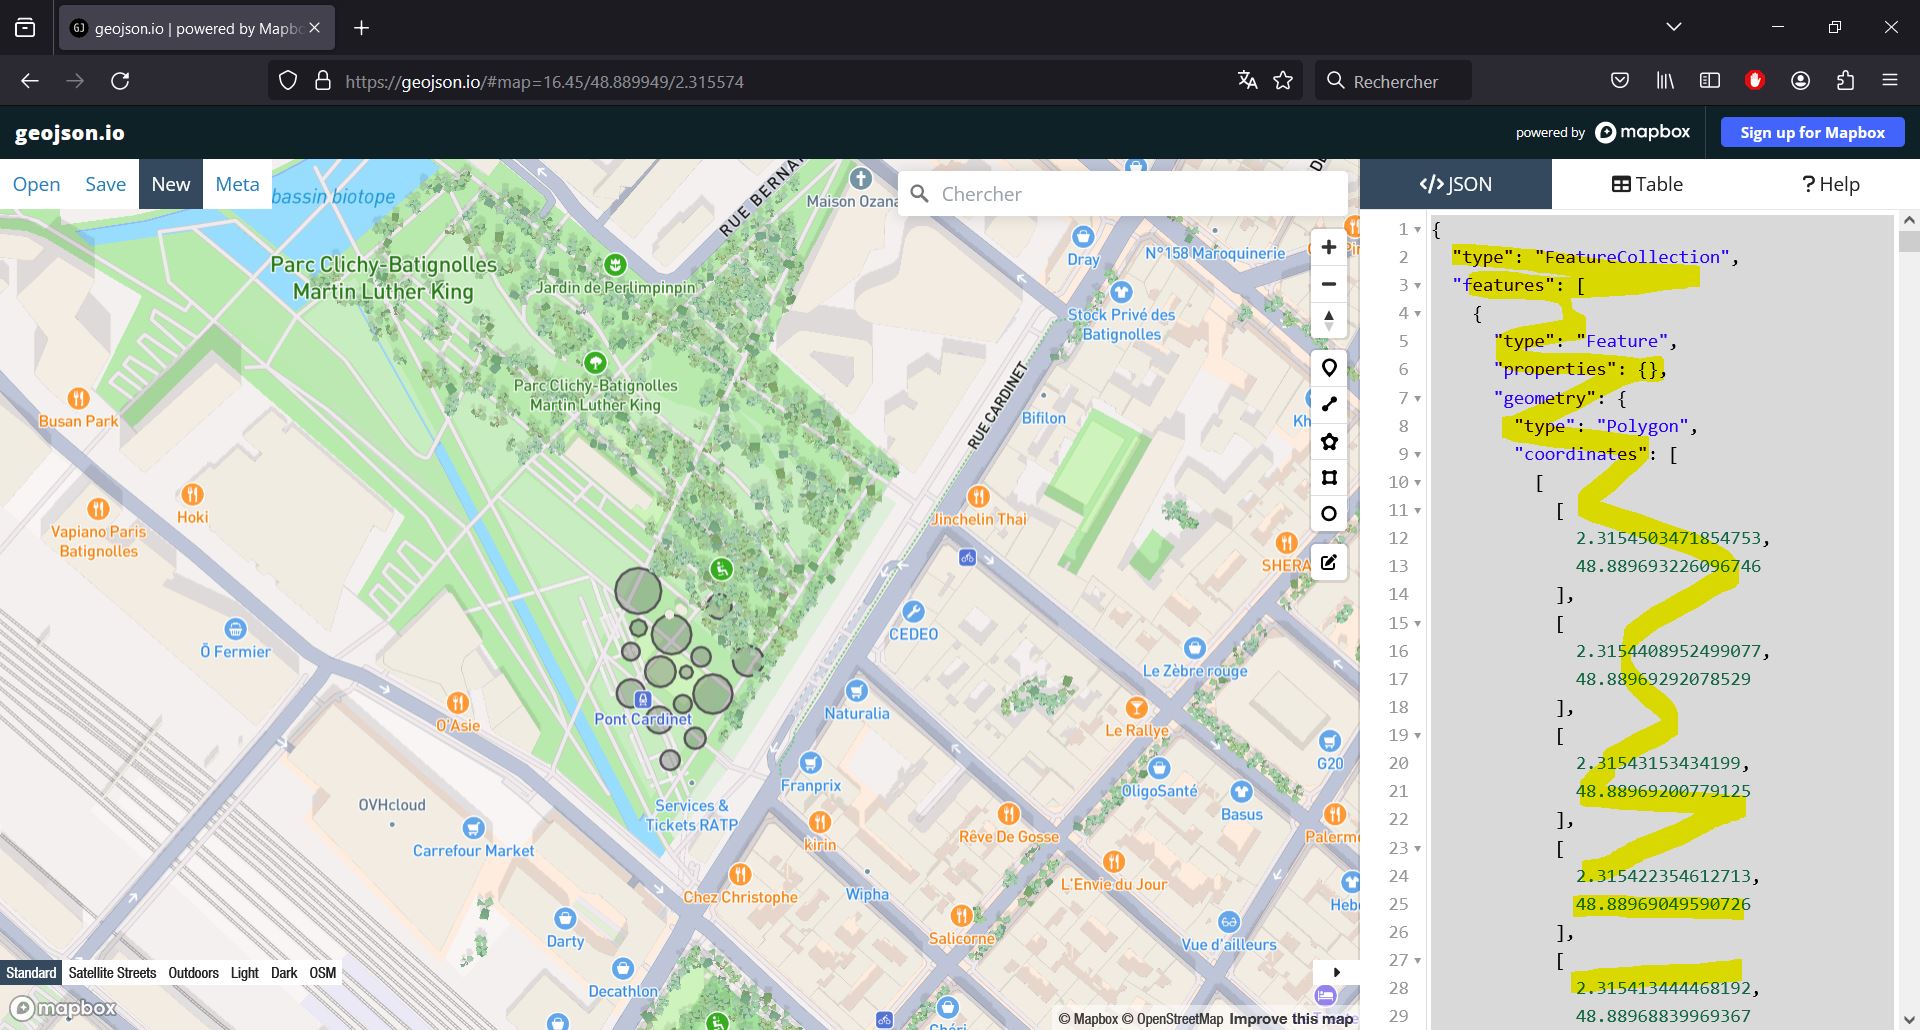 geojson.io | powered by Mapb
https://geojson.io/#map=16.45/48.889949/2.315574
Rechercher
geojson.io
powered by mapbox
Sign up for Mapbox
Open Save New Meta
Chercher
</>JSON
Table
? Help
bassin biotope
Parc Clichy-Batignolles
Martin Luther King
Jardin de Perlimpinpin
RUE BERNA
Maison Ozana
Dray
N°158 Maroquinerie
Stock Privé des
Batignolles
Parc Clichy-Batignolles
Martin Luther King
RUE CARDINET
Bifilon
Kh
Busan Park
Hoki
Vapiano Paris
Batignolles
Jinchelin Thai
SHERA
Ô Fermier
CEDEO
Le Zèbre rouge
O'Asie
Pont Cardinet
Naturalia
Le Rallye
G20
Franprix
OligoSanté
Basus
OVHcloud
Services &
Tickets RATP
Carrefour Market
kirin
Rêve De Gosse
Palerme
Chez Christophe
Wipha
L'Envie du Jour
Hebe
Darty
Salicorne
Vue d'ailleurs
Decathlon
Chéri
Standard Satellite Streets Outdoors Light Dark OSM
mapbox
© Mapbox © OpenStreetMap Improve this map
1 {
2 "type": "FeatureCollection",
3 "features": [
4 {
5 "type": "Feature",
6 "properties": {},
7 "geometry": {
8 "type": "Polygon",
9 "coordinates": [
10 [
11 [
12 2.3154503471854753,
13 48.889693226096746
14 ],
15 [
16 2.3154408952499077,
17 48.88969292078529
18 ],
19 [
20 2.31543153434199,
21 48.88969200779125
22 ],
23 [
24 2.315422354612713,
25 48.88969049590726
26 ],
27 [
28 2.315413444468192,
29 48.88968839969367